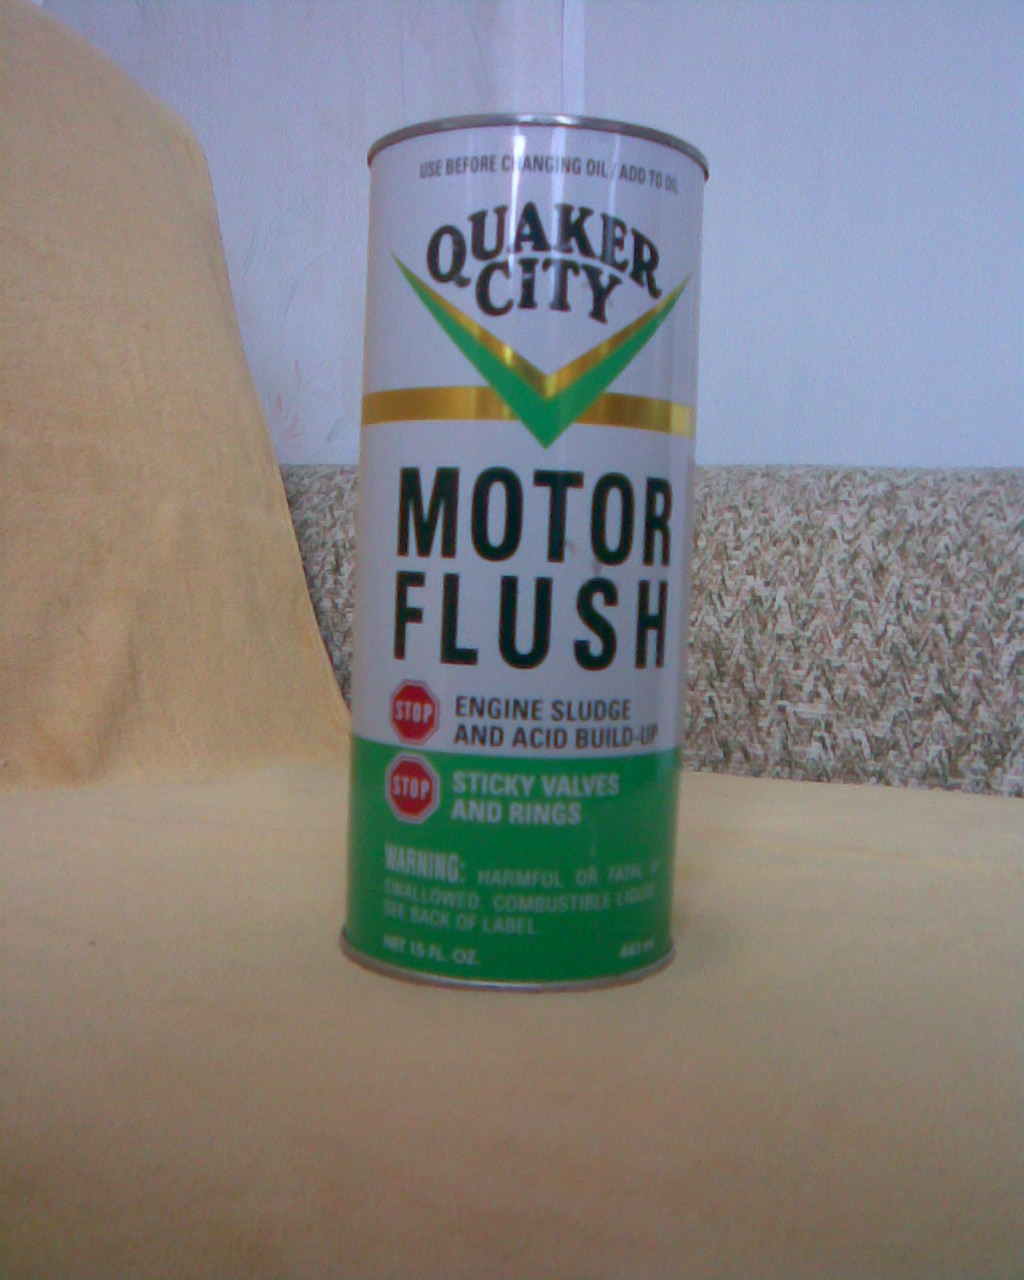 USE BEFORE CHANGING OIL/ADD TO OIL
QUAKER
CITY
MOTOR
FLUSH
STOP ENGINE SLUDGE
AND ACID BUILD-UP
STOP STICKY VALVES
AND RINGS
WARNING: HARMFUL OR FATAL IF
SWALLOWED. COMBUSTIBLE LIQUID.
SEE BACK OF LABEL.
NET 15 FL. OZ. 443 ml